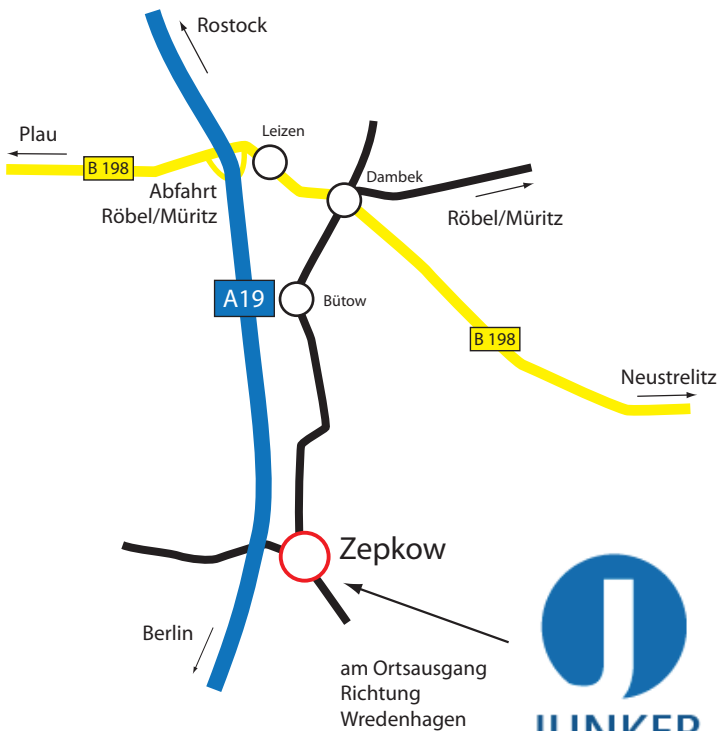 Rostock
Leizen
Plau
B 198
Dambek
Abfahrt
Röbel/Müritz
Röbel/Müritz
A19
Bütow
B 198
Neustrelitz
Zepkow
Berlin
am Ortsausgang
Richtung
Wredenhagen
J
JUNKER